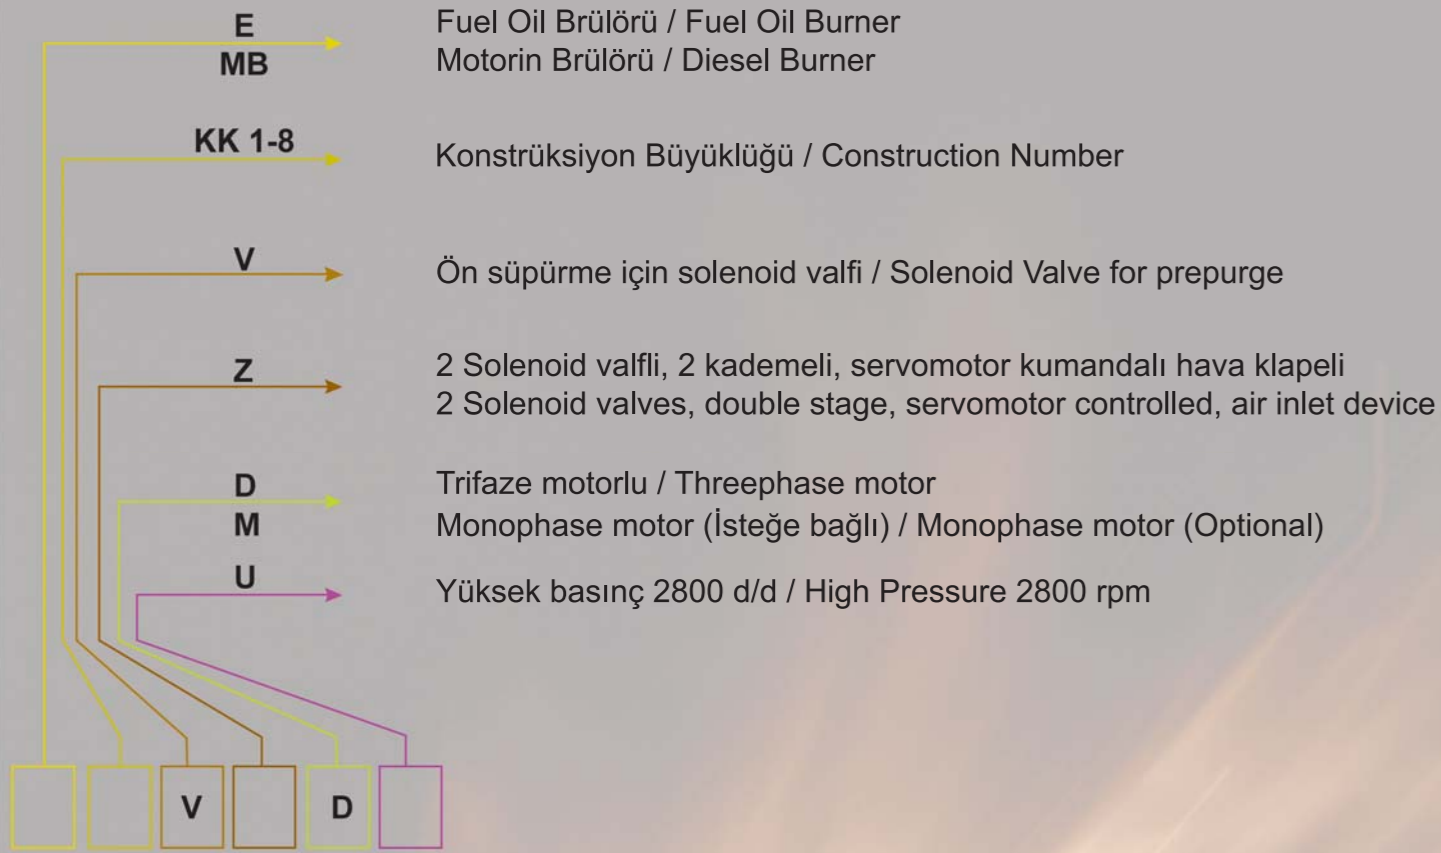 E
Fuel Oil Brülörü / Fuel Oil Burner
MB
Motorin Brülörü / Diesel Burner
KK 1-8
Konstrüksiyon Büyüklüğü / Construction Number
V
Ön süpürme için solenoid valfi / Solenoid Valve for prepurge
Z
2 Solenoid valfli, 2 kademeli, servomotor kumandalı hava klapeli
2 Solenoid valves, double stage, servomotor controlled, air inlet device
D
Trifaze motorlu / Threephase motor
M
Monophase motor (İsteğe bağlı) / Monophase motor (Optional)
U
Yüksek basınç 2800 d/d / High Pressure 2800 rpm
V
D